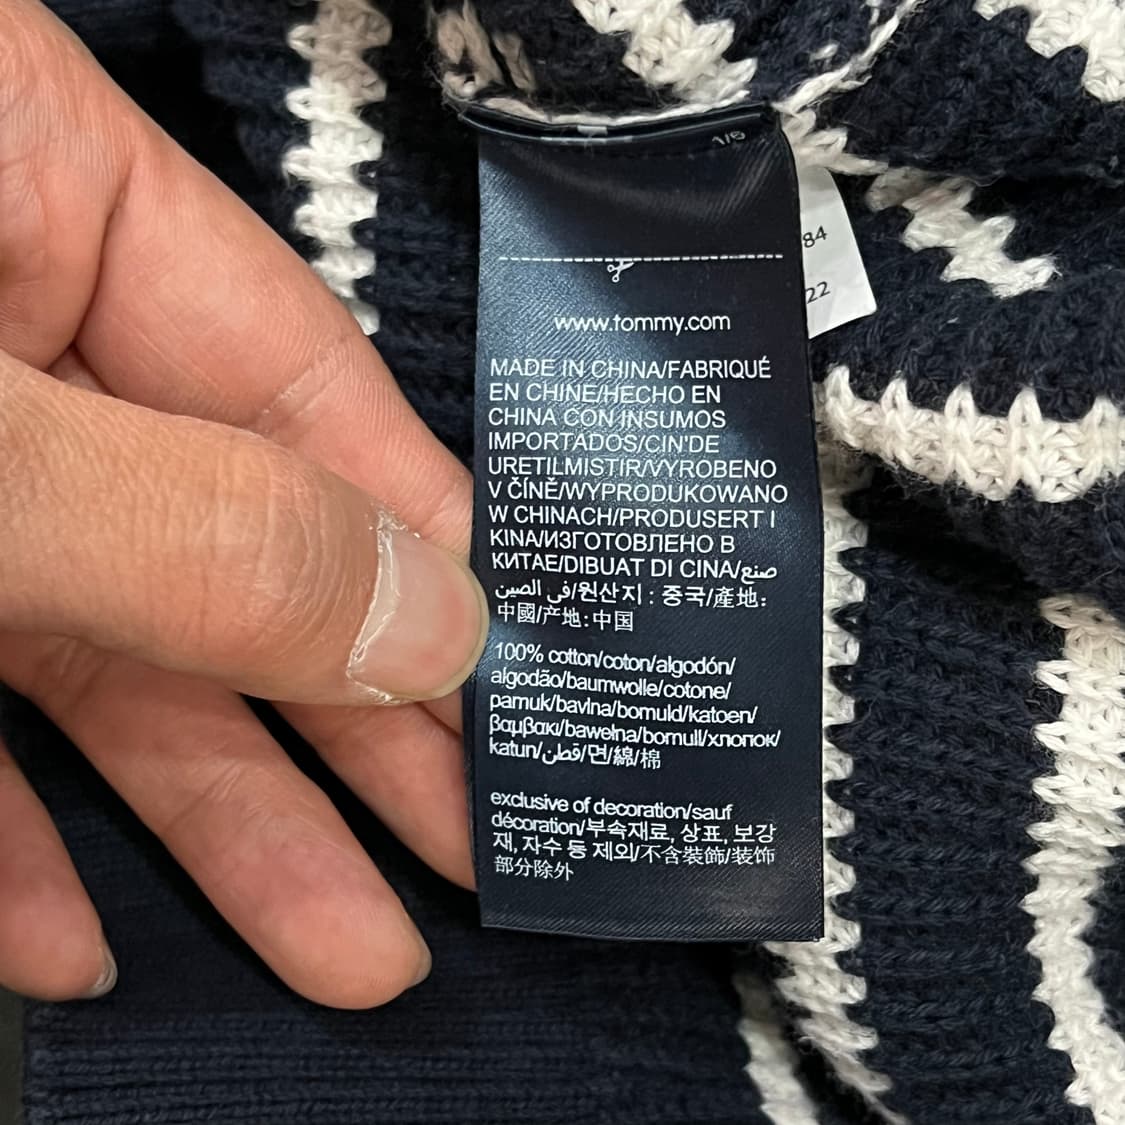 1/6
84
22
www.tommy.com
MADE IN CHINA/FABRIQUÉ
EN CHINE/HECHO EN
CHINA CON INSUMOS
IMPORTADOS/CIN'DE
URETILMISTIR/VYROBENO
V ČÍNĚ/WYPRODUKOWANO
W CHINACH/PRODUSERT I
KINA/ИЗГОТОВЛЕНО В
КИТАЕ/DIBUAT DI CINA/صنع
في الصين/원산지 : 중국/產地:
中國/产地:中国
100% cotton/coton/algodón/
algodão/baumwolle/cotone/
pamuk/bavlna/bomuld/katoen/
βαμβακι/bawełna/bomull/хлопок/
katun/قطن/면/綿/棉
exclusive of decoration/sauf
décoration/부속재료, 상표, 보강
재, 자수 등 제외/不含裝飾/装饰
部分除外